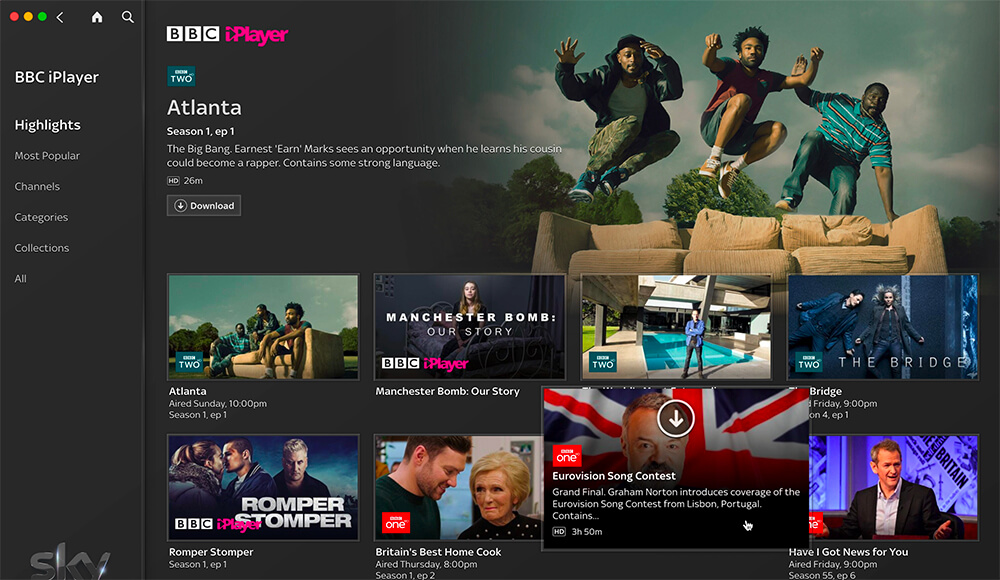 BBC iPlayer
BBC iPlayer
Highlights
Most Popular
Channels
Categories
Collections
All
BBC
TWO
Atlanta
Season 1, ep 1
The Big Bang. Earnest 'Earn' Marks sees an opportunity when he learns his cousin
could become a rapper. Contains some strong language.
HD 26m
Download
BBC
TWO
Atlanta
Aired Sunday, 10:00pm
Season 1, ep 1
MANCHESTER BOMB:
OUR STORY
BBC iPlayer
Manchester Bomb: Our Story
BBC
TWO
BBC
TWO
THE BRIDGE
Bridge
Friday, 9:00pm
4, ep 1
ROMPER
STOMPER
BBC iPlayer
Romper Stomper
Season 1, ep 1
BBC
one
Britain's Best Home Cook
Aired Thursday, 8:00pm
Season 1, ep 2
BBC
one
Eurovision Song Contest
Grand Final. Graham Norton introduces coverage of the
Eurovision Song Contest from Lisbon, Portugal.
Contains...
HD 3h 50m
BRITAIN
Have I Got News for You
Aired Friday, 9:00pm
Season 55, ep 6
sky